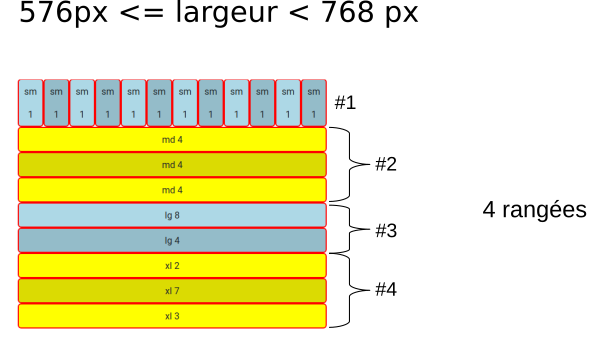 576px <= largeur < 768 px
sm sm sm sm sm sm sm sm sm sm sm sm
1 1 1 1 1 1 1 1 1 1 1 1
#1
md 4
md 4
md 4
#2
lg 8
lg 4
#3
xl 2
xl 7
xl 3
#4
4 rangées